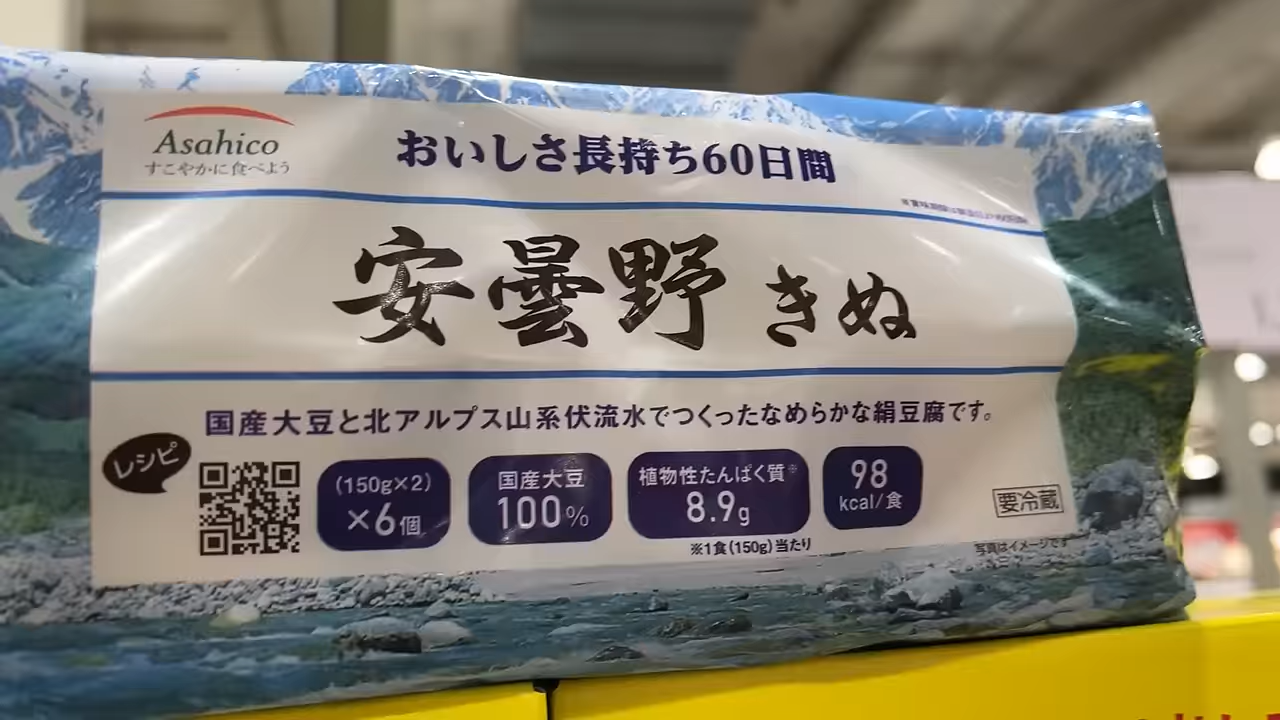 Asahico
すこやかに食べよう
おいしさ長持ち60日間
安曇野 きぬ
国産大豆と北アルプス山系伏流水でつくったなめらかな絹豆腐です。
レシピ
(150g×2)
×6個
国産大豆
100%
植物性たんぱく質※
8.9g
98
kcal/食
※1食(150g)当たり
要冷蔵
写真はイメージです